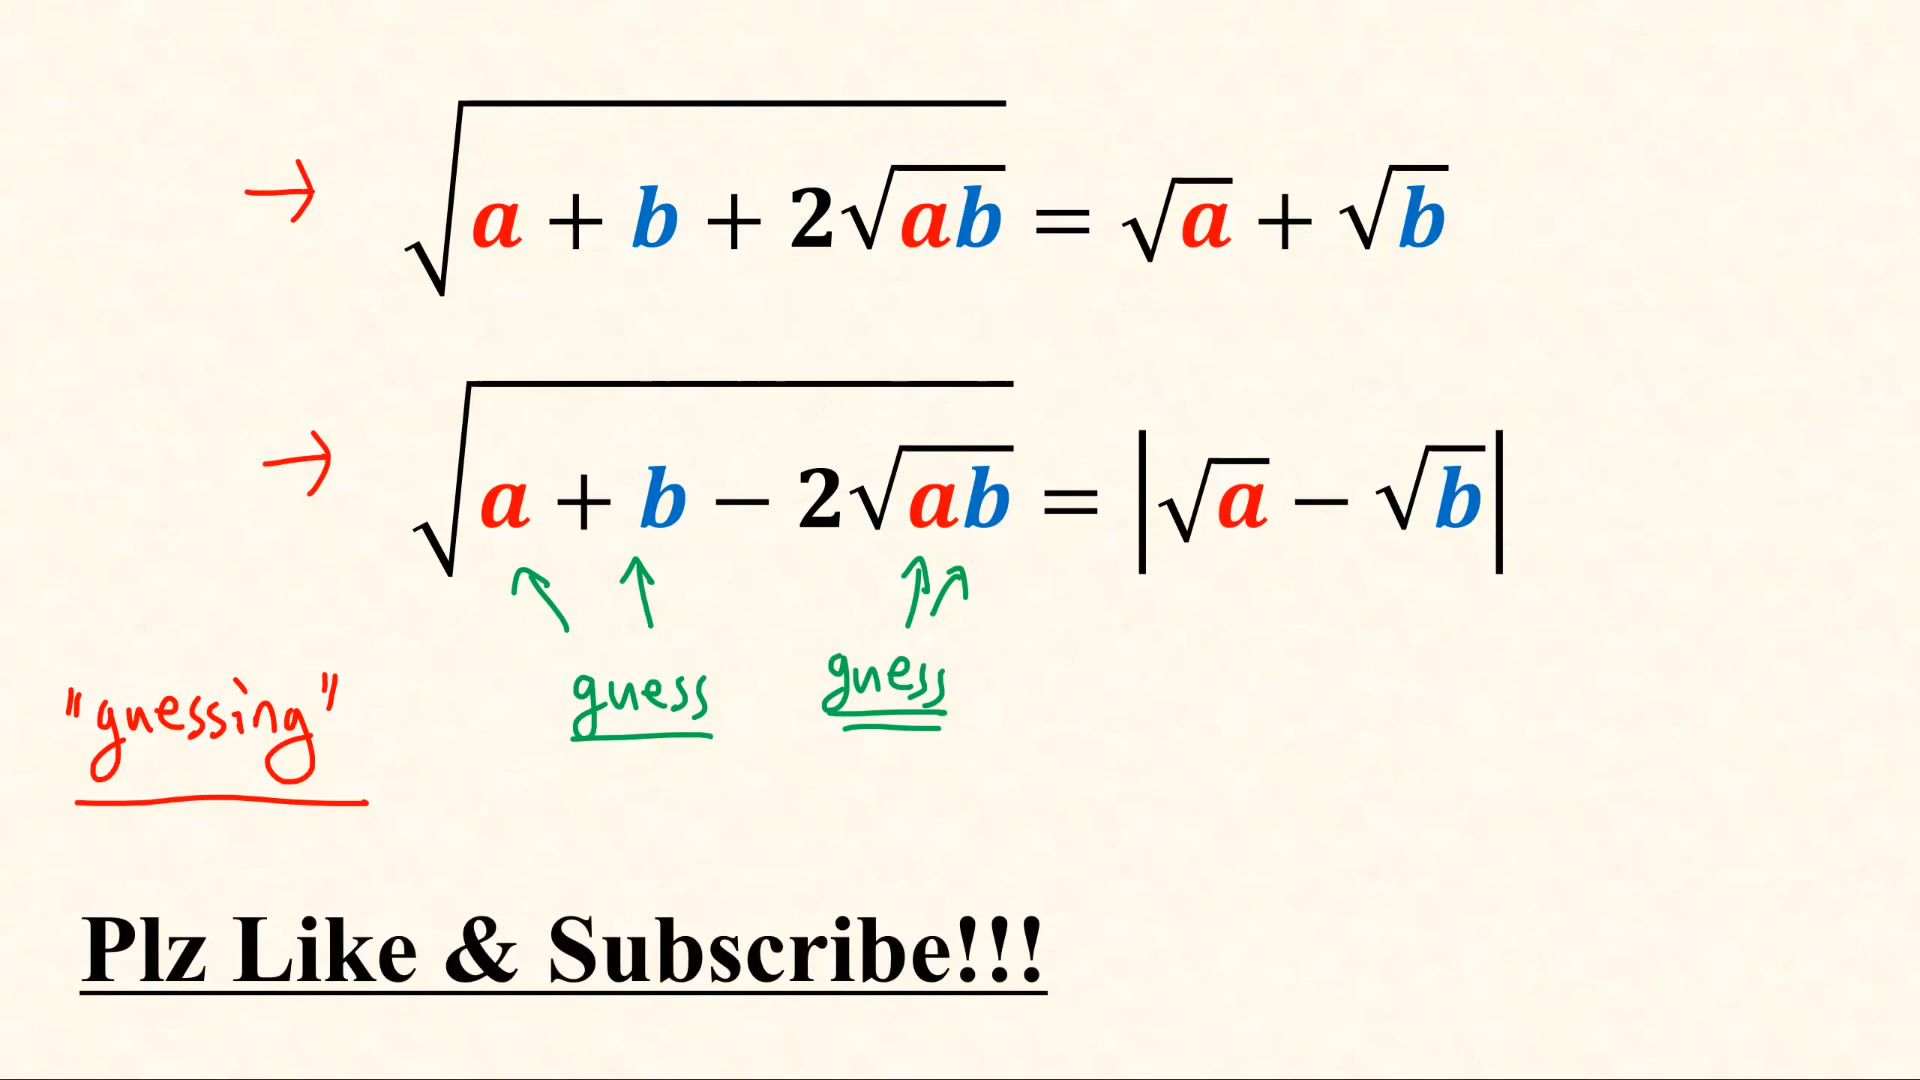 → √(a + b + 2√(ab)) = √a + √b
→ √(a + b − 2√(ab)) = |√a − √b|
guess guess
"guessing"
Plz Like & Subscribe!!!